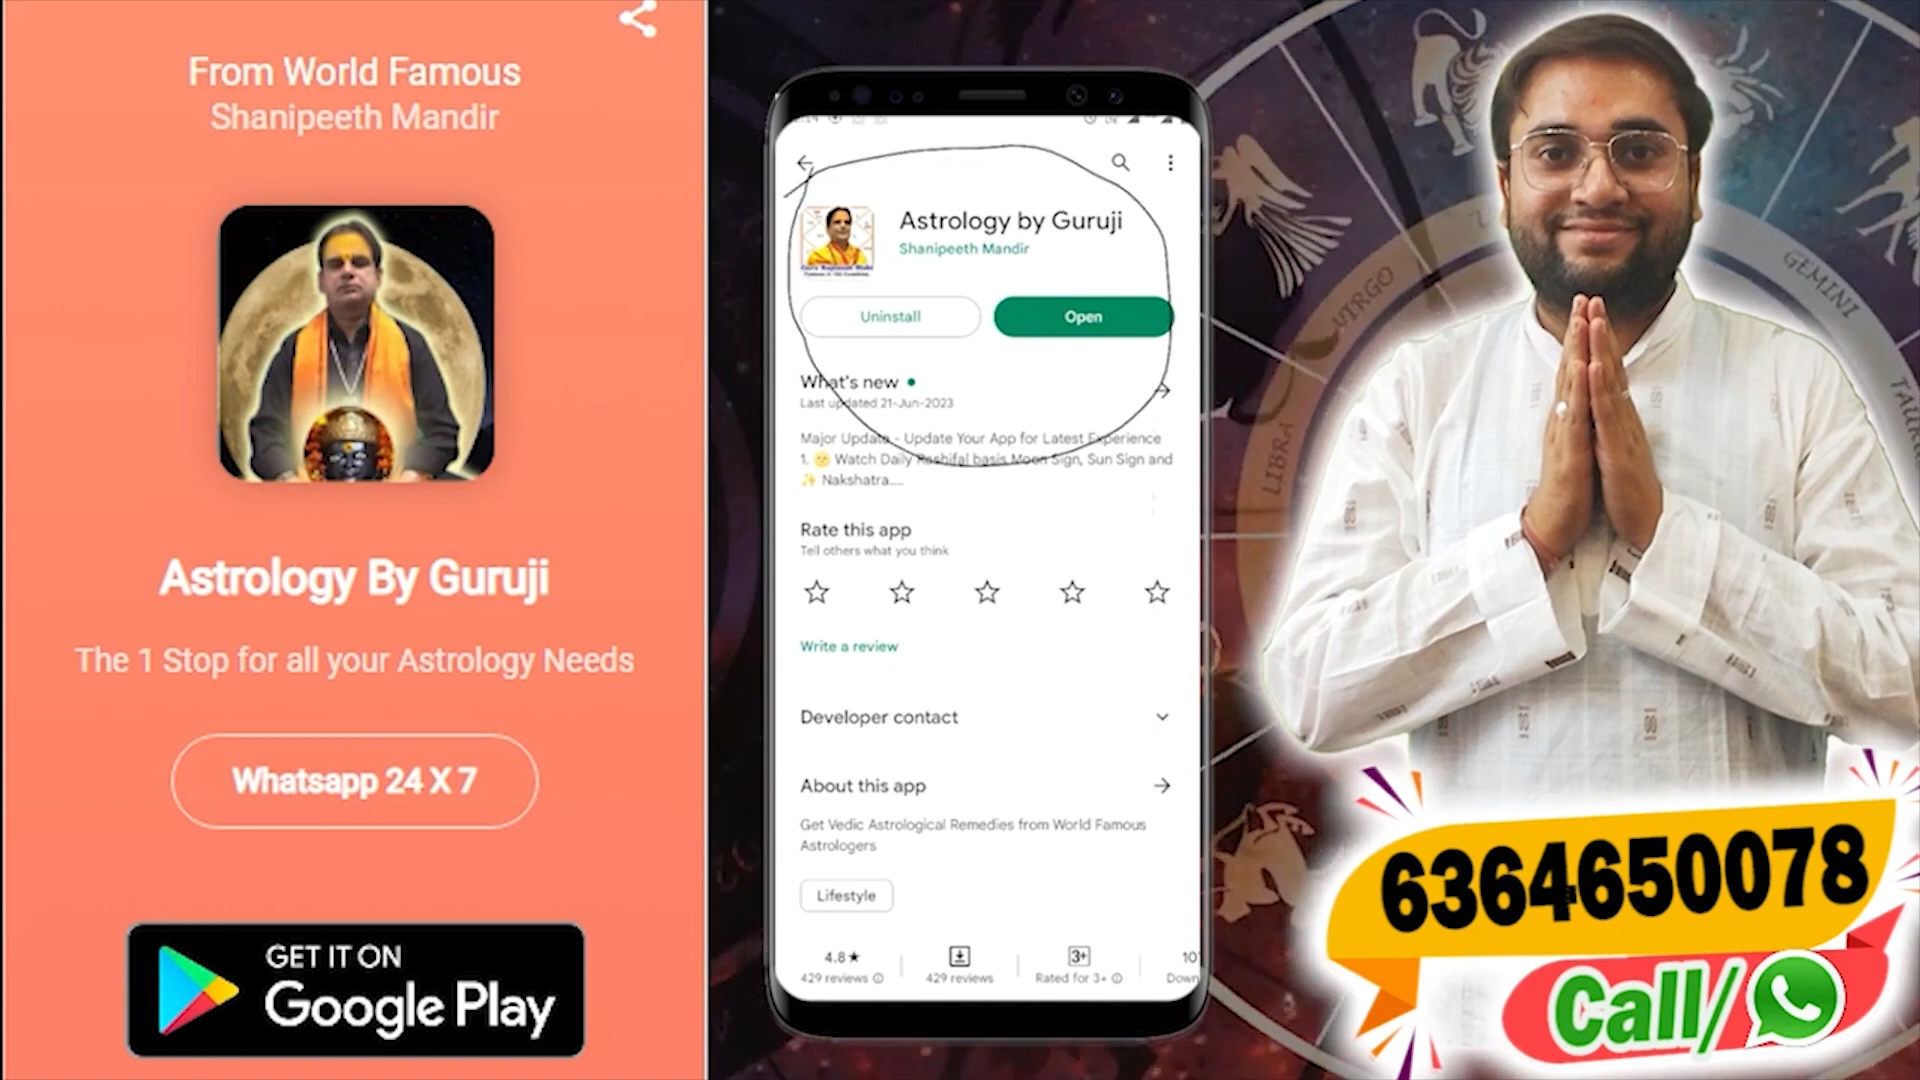 From World Famous
Shanipeeth Mandir
Astrology By Guruji
The 1 Stop for all your Astrology Needs
Whatsapp 24 X 7
GET IT ON
Google Play
Astrology by Guruji
Shanipeeth Mandir
Uninstall
Open
What's new
Last updated 21-Jun-2023
Major Update - Update Your App for Latest Experience
1. 🌝 Watch Daily Rashifal basis Moon Sign, Sun Sign and
✨ Nakshatra....
Rate this app
Tell others what you think
Write a review
Developer contact
About this app
Get Vedic Astrological Remedies from World Famous
Astrologers
Lifestyle
4.8★
429 reviews
429 reviews
3+
Rated for 3+
10
Down
VIRGO
LIBRA
GEMINI
6364650078
Call/